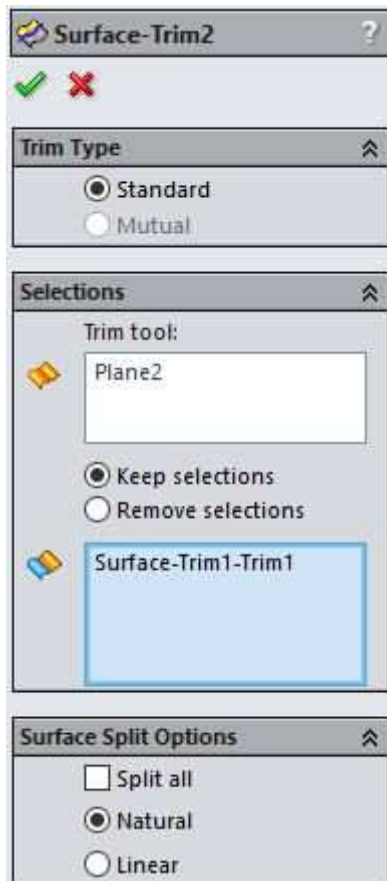 Surface-Trim2 ?
Trim Type
Standard
Mutual
Selections
Trim tool:
Plane2
Keep selections
Remove selections
Surface-Trim1-Trim1
Surface Split Options
Split all
Natural
Linear